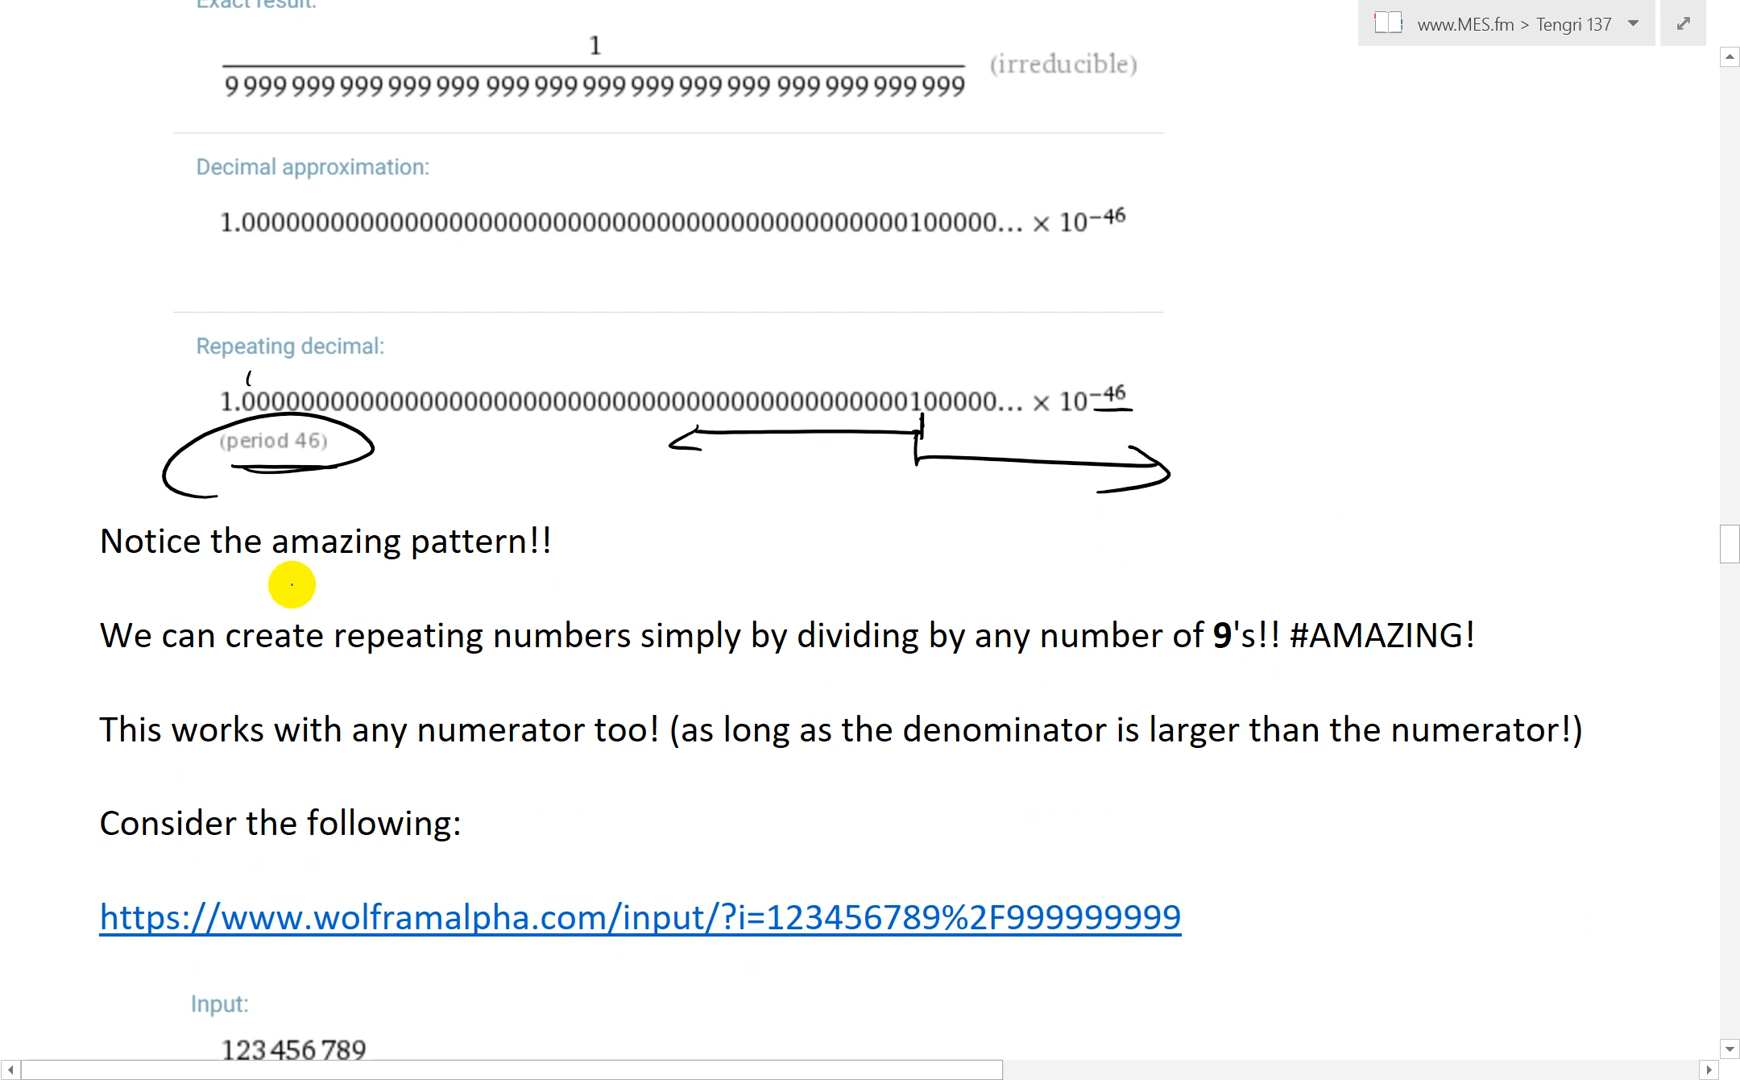 Exact result:
www.MES.fm > Tengri 137
1
9 999 999 999 999 999 999 999 999 999 999 999 999 999 999 999
(irreducible)
Decimal approximation:
1.000000000000000000000000000000000000000000000100000... × 10⁻⁴⁶
Repeating decimal:
1.000000000000000000000000000000000000000000000100000... × 10⁻⁴⁶
(period 46)
Notice the amazing pattern!!
We can create repeating numbers simply by dividing by any number of 9's!! #AMAZING!
This works with any numerator too! (as long as the denominator is larger than the numerator!)
Consider the following:
https://www.wolframalpha.com/input/?i=123456789%2F999999999
Input:
123 456 789